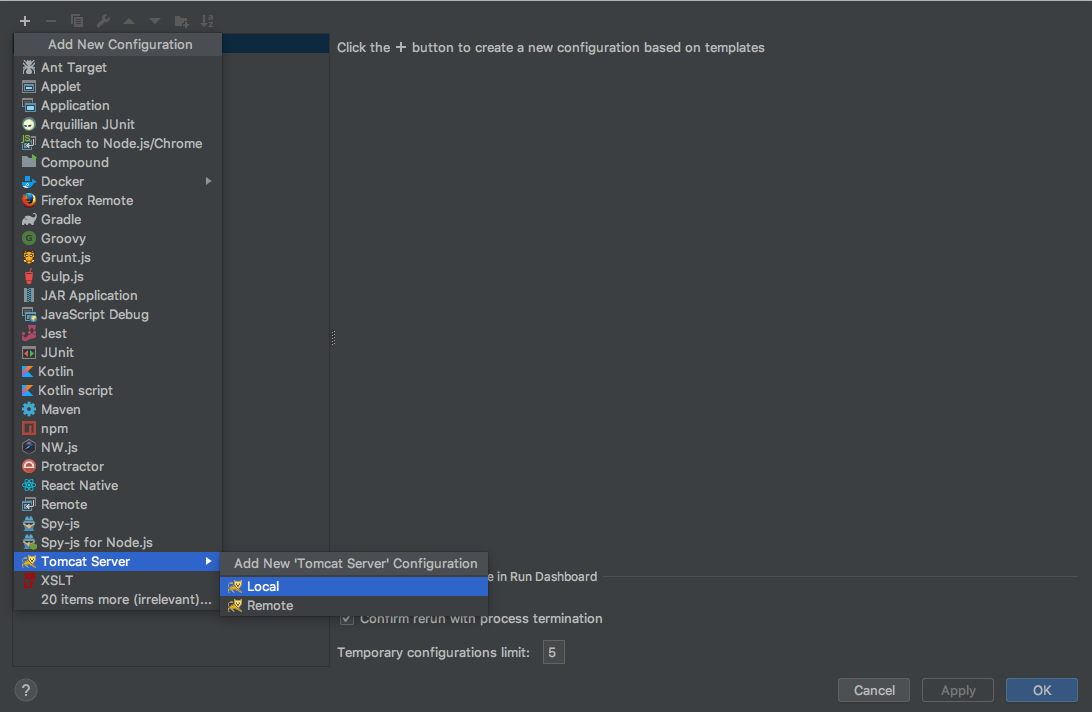 Add New Configuration
Click the + button to create a new configuration based on templates
Ant Target
Applet
Application
Arquillian JUnit
Attach to Node.js/Chrome
Compound
Docker
Firefox Remote
Gradle
Groovy
Grunt.js
Gulp.js
JAR Application
JavaScript Debug
Jest
JUnit
Kotlin
Kotlin script
Maven
npm
NW.js
Protractor
React Native
Remote
Spy-js
Spy-js for Node.js
Tomcat Server
XSLT
20 items more (irrelevant)...
Add New 'Tomcat Server' Configuration
Local
Remote
e in Run Dashboard
Confirm rerun with process termination
Temporary configurations limit: 5
? Cancel Apply OK